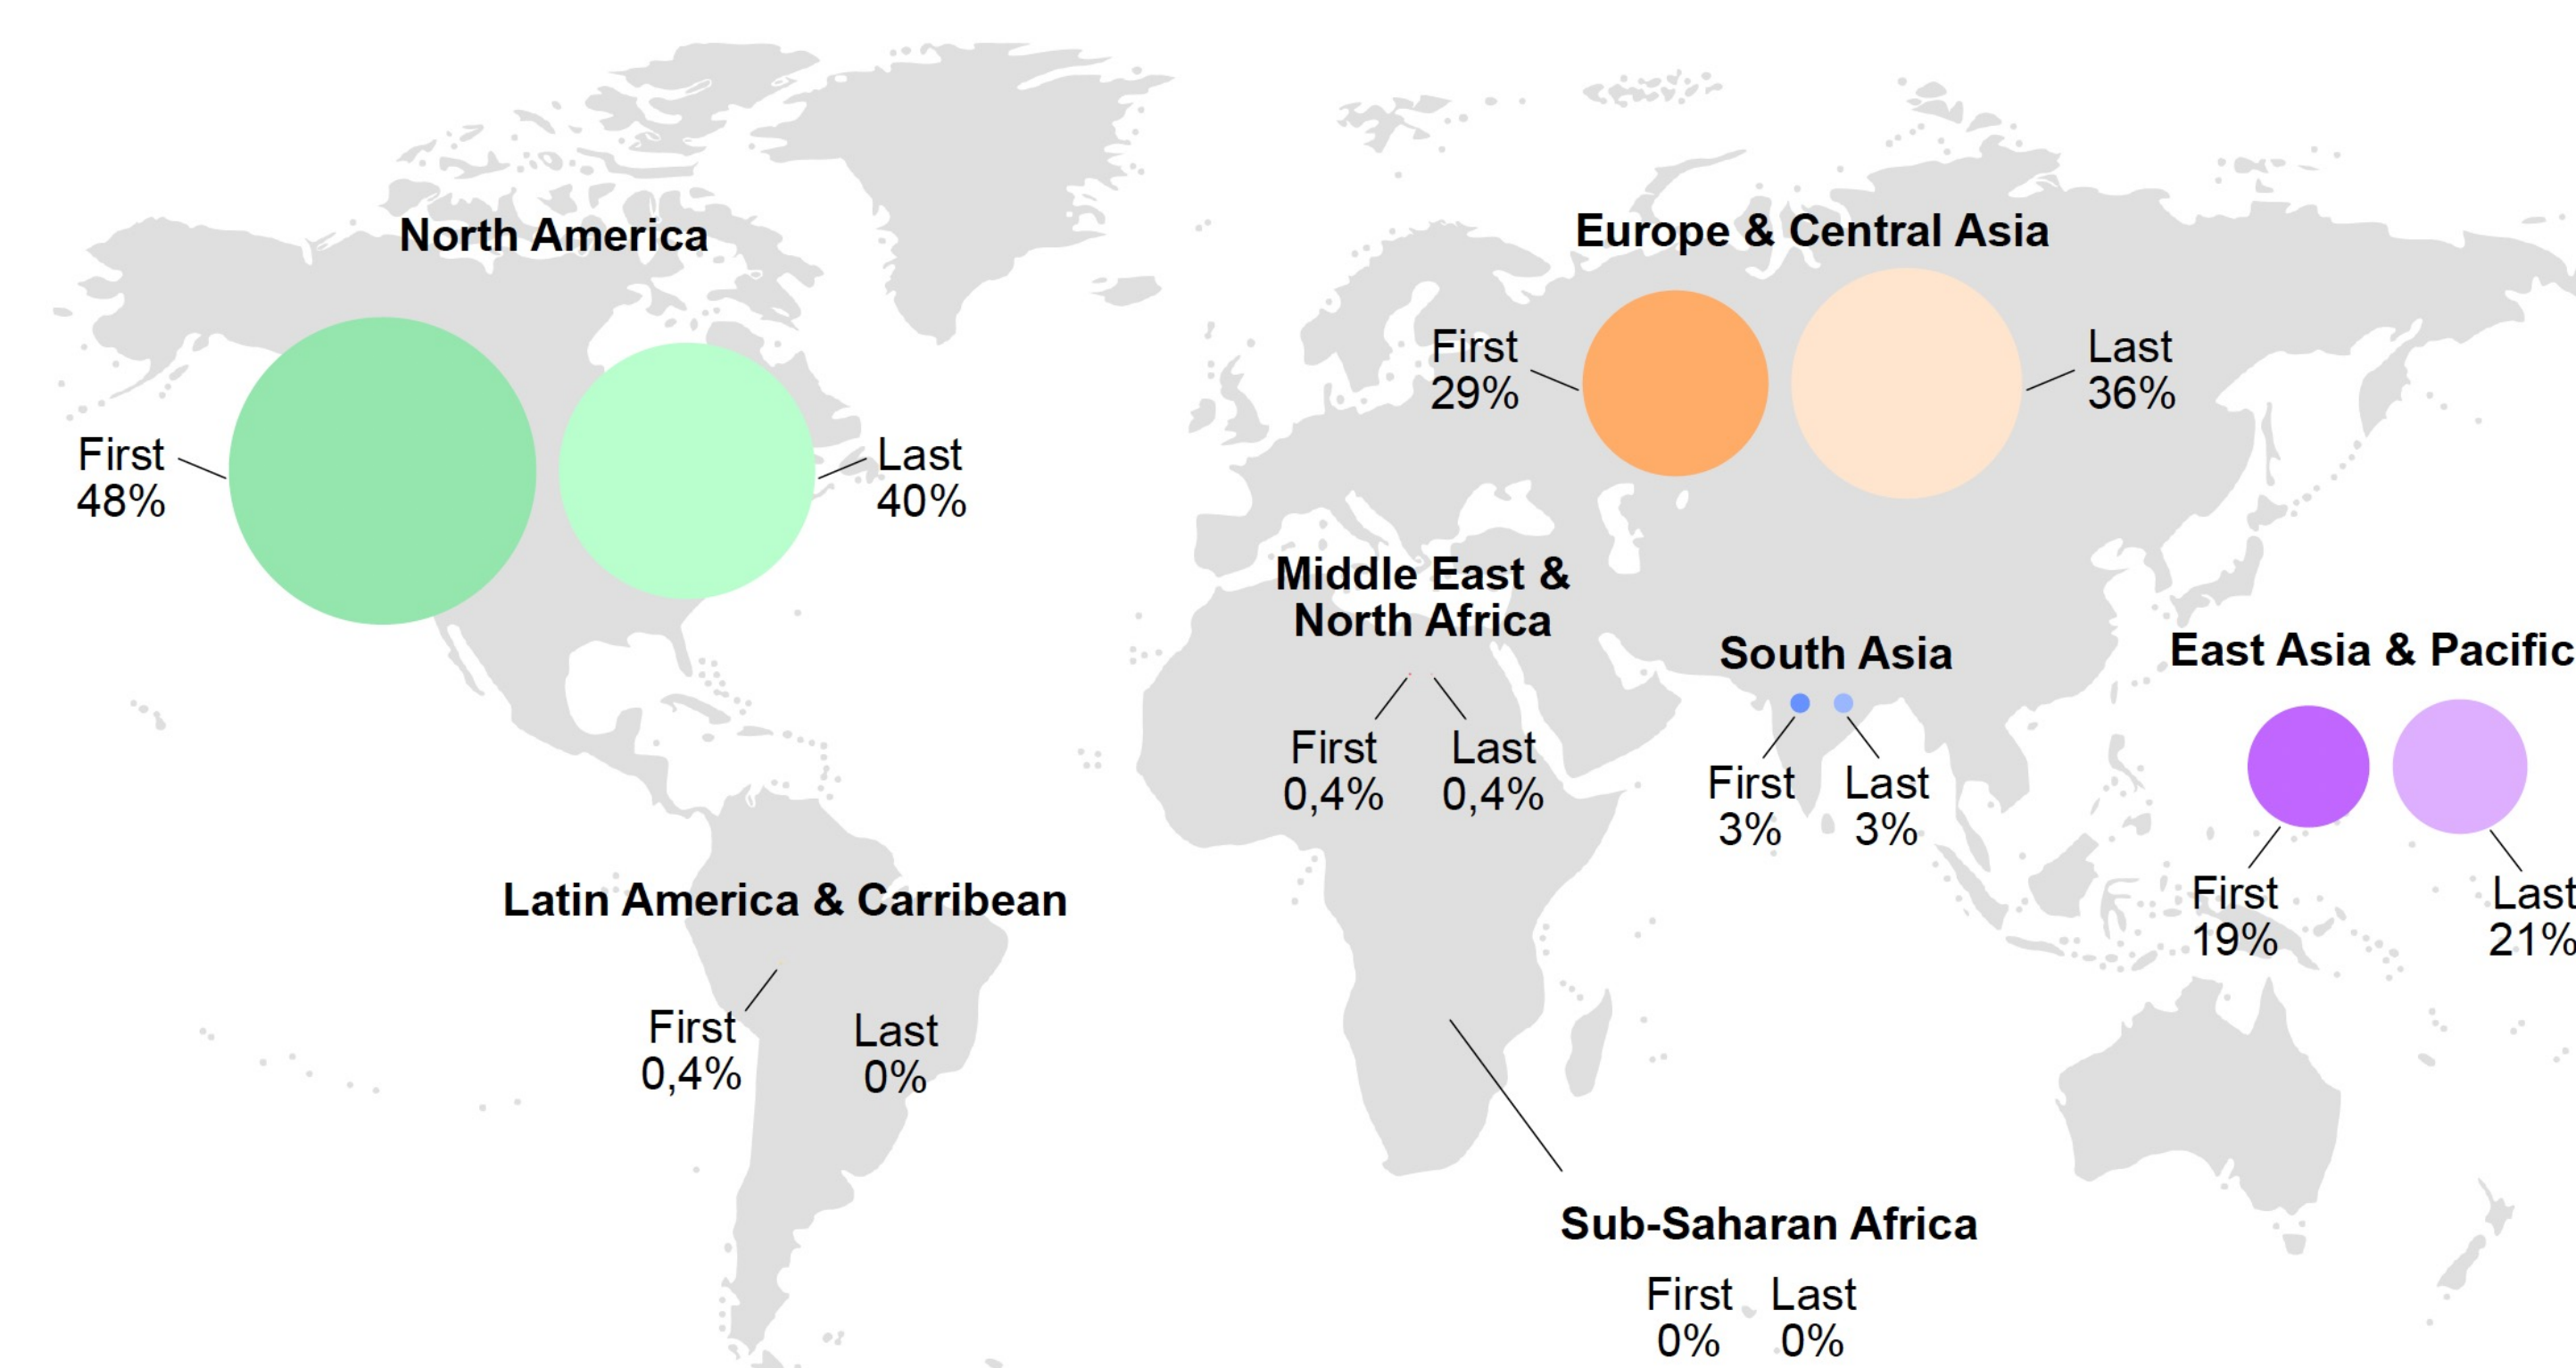 North America
First
48%
Last
40%
Europe & Central Asia
First
29%
Last
36%
Middle East &
North Africa
First
0,4%
Last
0,4%
South Asia
First
3%
Last
3%
East Asia & Pacific
First
19%
Last
21%
Latin America & Carribean
First
0,4%
Last
0%
Sub-Saharan Africa
First
0%
Last
0%